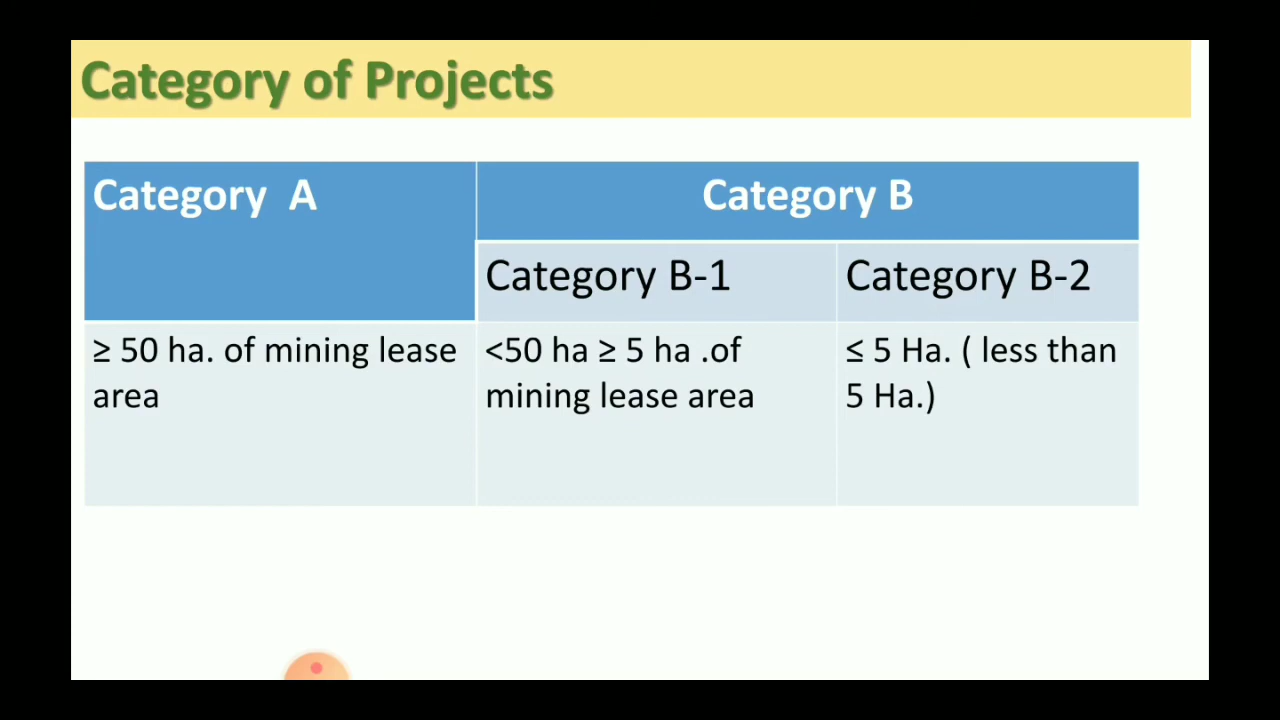 Category of Projects
Category A
Category B
Category B-1
Category B-2
≥ 50 ha. of mining lease
area
<50 ha ≥ 5 ha .of
mining lease area
≤ 5 Ha. ( less than
5 Ha.)